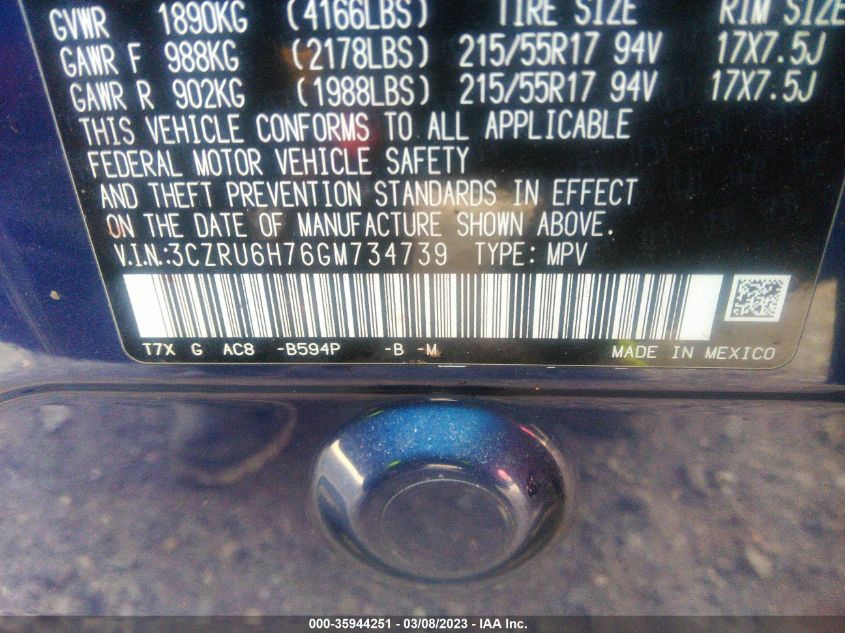 GVWR 1890KG (4166LBS) TIRE SIZE RIM SIZE
GAWR F 988KG (2178LBS) 215/55R17 94V 17X7.5J
GAWR R 902KG (1988LBS) 215/55R17 94V 17X7.5J
THIS VEHICLE CONFORMS TO ALL APPLICABLE
FEDERAL MOTOR VEHICLE SAFETY
AND THEFT PREVENTION STANDARDS IN EFFECT
ON THE DATE OF MANUFACTURE SHOWN ABOVE.
V.I.N.:3CZRU6H76GM734739 TYPE: MPV
T7X G AC8 -B594P -B -M MADE IN MEXICO
000-35944251 - 03/08/2023 - IAA Inc.